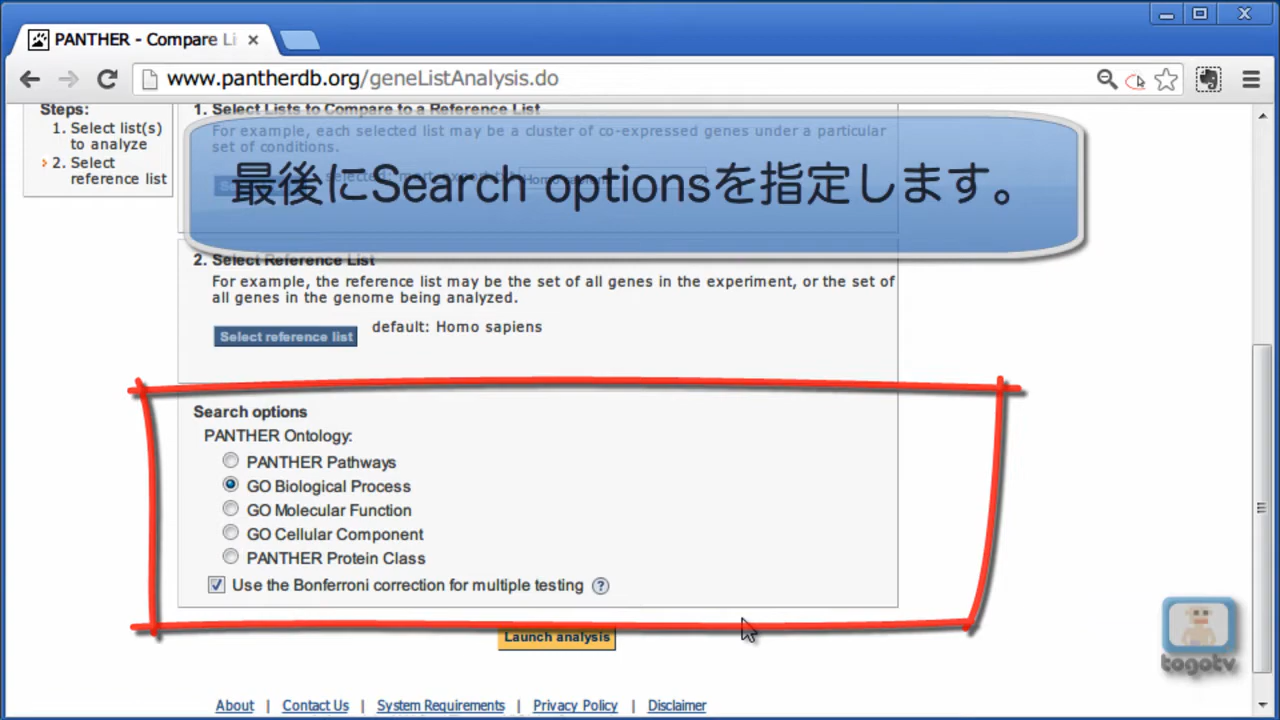 PANTHER - Compare Li
www.pantherdb.org/geneListAnalysis.do
Steps:
1. Select list(s) to analyze
2. Select reference list
1. Select Lists to Compare to a Reference List
For example, each selected list may be a cluster of co-expressed genes under a particular
set of conditions.
最後にSearch optionsを指定します。
2. Select Reference List
For example, the reference list may be the set of all genes in the experiment, or the set of
all genes in the genome being analyzed.
Select reference list
default: Homo sapiens
Search options
PANTHER Ontology:
PANTHER Pathways
GO Biological Process
GO Molecular Function
GO Cellular Component
PANTHER Protein Class
Use the Bonferroni correction for multiple testing ?
Launch analysis
About | Contact Us | System Requirements | Privacy Policy | Disclaimer
togotv